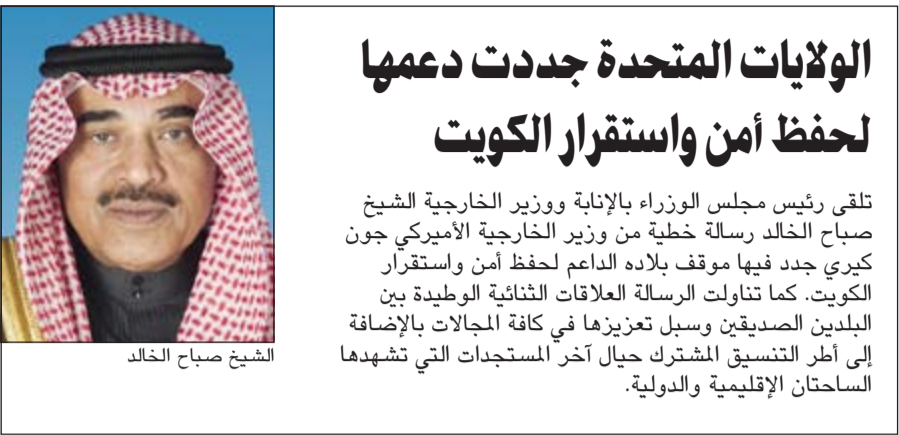 الولايات المتحدة جددت دعمها
لحفظ أمن واستقرار الكويت
تلقى رئيس مجلس الوزراء بالإنابة ووزير الخارجية الشيخ
صباح الخالد رسالة خطية من وزير الخارجية الأميركي جون
كيري جدد فيها موقف بلاده الداعم لحفظ أمن واستقرار
الكويت. كما تناولت الرسالة العلاقات الثنائية الوطيدة بين
البلدين الصديقين وسبل تعزيزها في كافة المجالات بالإضافة
إلى أطر التنسيق المشترك حيال آخر المستجدات التي تشهدها
الساحتان الإقليمية والدولية.
الشيخ صباح الخالد